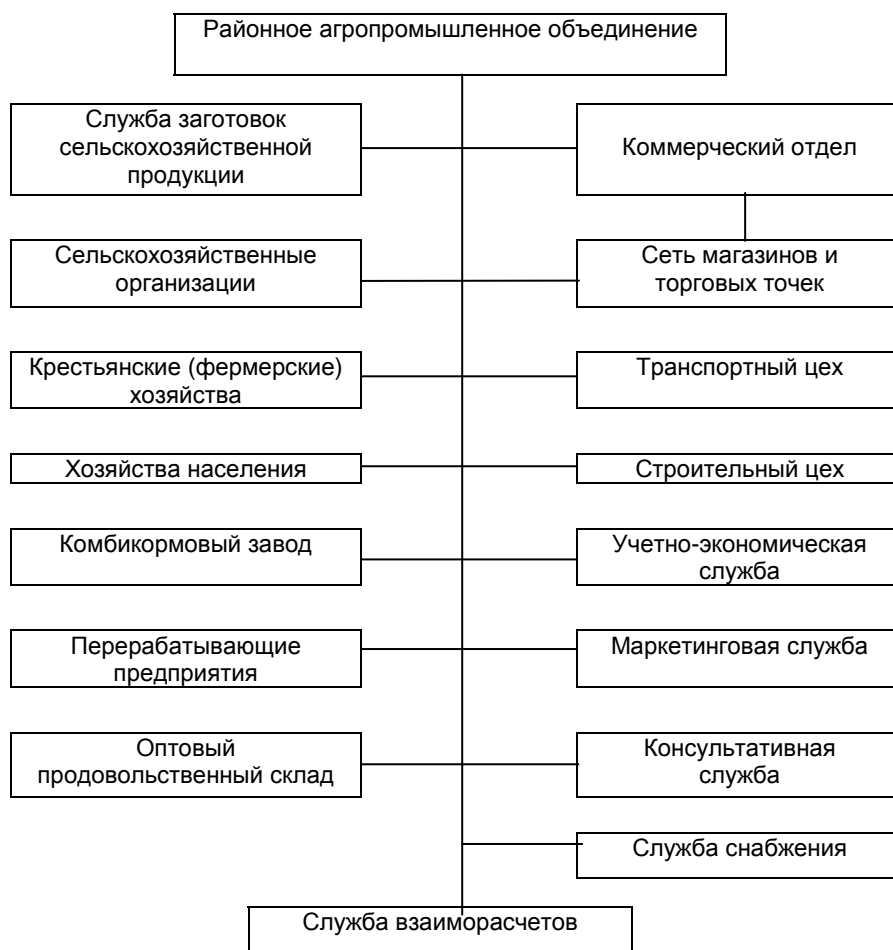 Районное агропромышленное объединение
Служба заготовок
сельскохозяйственной
продукции
Коммерческий отдел
Сельскохозяйственные
организации
Сеть магазинов и
торговых точек
Крестьянские (фермерские)
хозяйства
Транспортный цех
Хозяйства населения
Строительный цех
Комбикормовый завод
Учетно-экономическая
служба
Перерабатывающие
предприятия
Маркетинговая служба
Оптовый
продовольственный склад
Консультативная
служба
Служба снабжения
Служба взаиморасчетов